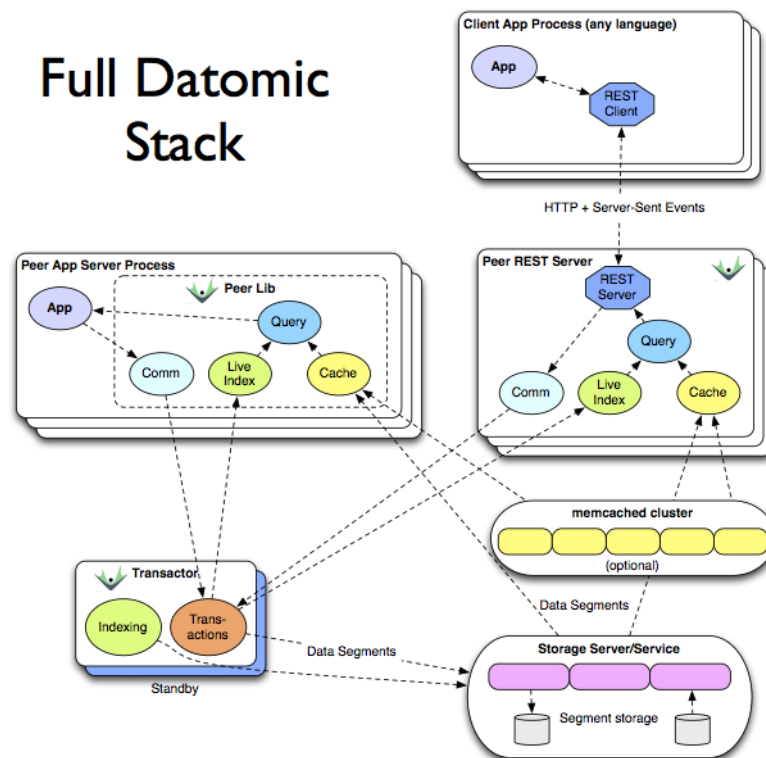 Full Datomic
Stack
Client App Process (any language)
App
REST
Client
HTTP + Server-Sent Events
Peer App Server Process
Peer Lib
App
Query
Comm
Live
Index
Cache
Peer REST Server
REST
Server
Query
Comm
Live
Index
Cache
memcached cluster
(optional)
Data Segments
Transactor
Indexing
Trans-
actions
Standby
Data Segments
Storage Server/Service
Segment storage